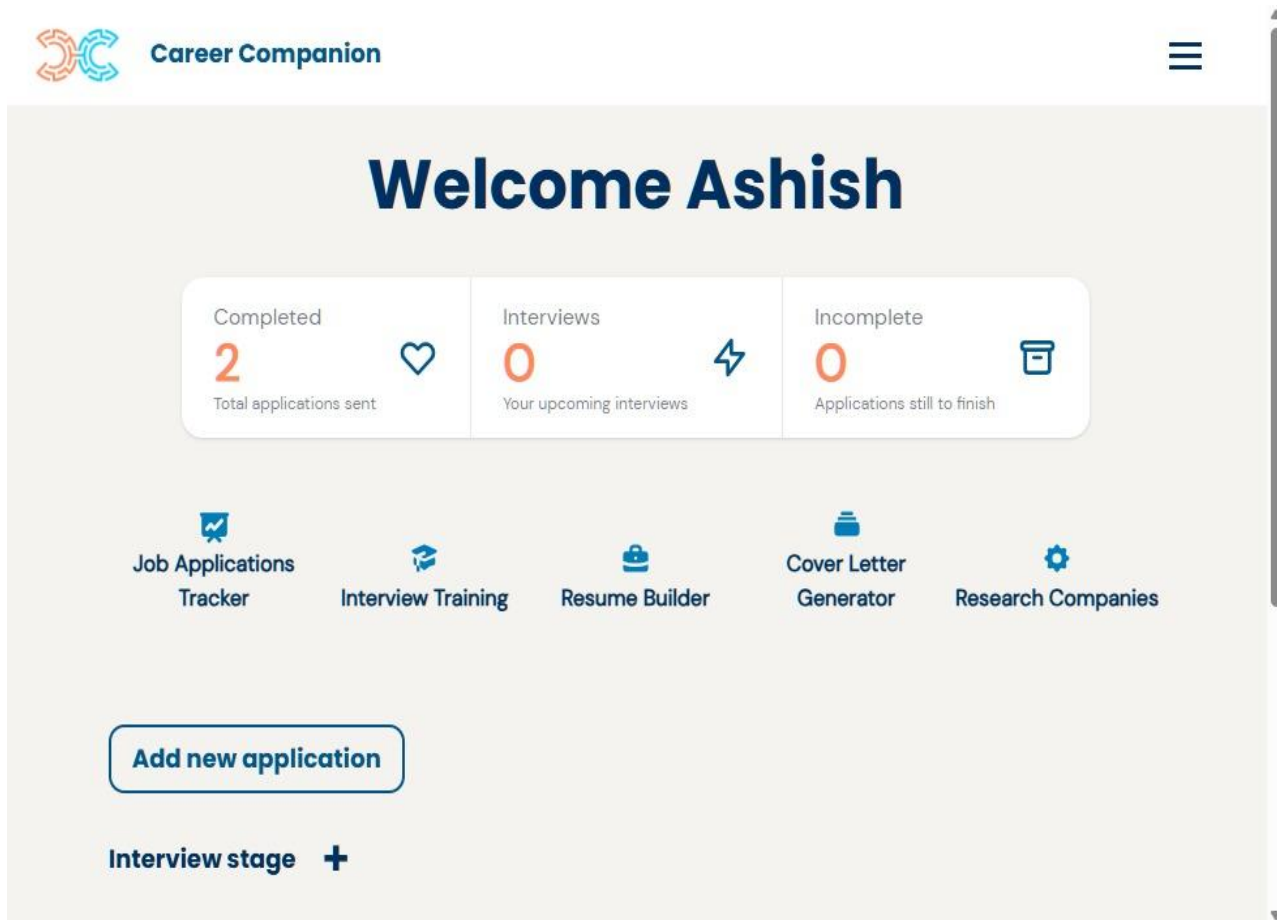 Career Companion
Welcome Ashish
Completed
2
Total applications sent
Interviews
0
Your upcoming interviews
Incomplete
0
Applications still to finish
Job Applications
Tracker
Interview Training
Resume Builder
Cover Letter
Generator
Research Companies
Add new application
Interview stage +